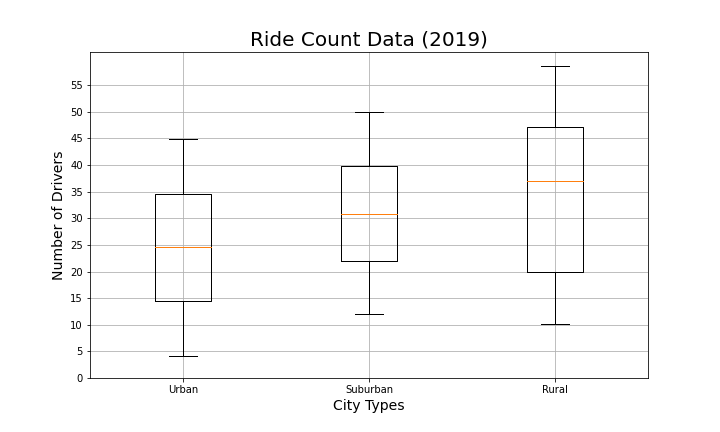 Ride Count Data (2019)
Number of Drivers
55
50
45
40
35
30
25
20
15
10
5
0
Urban
Suburban
Rural
City Types